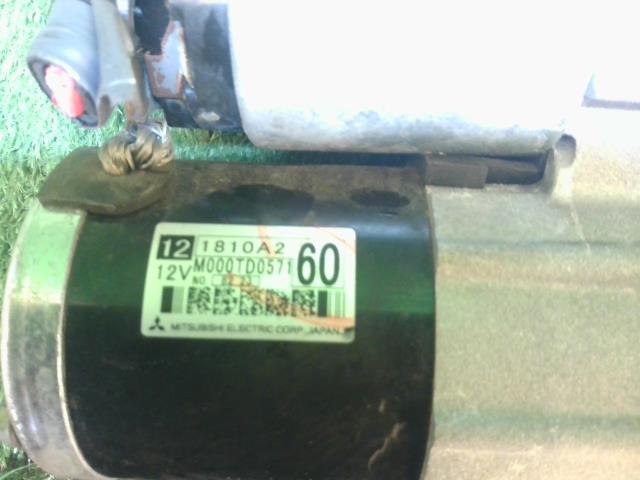 12 1810A2
12V M000TD0571 60
NO
MITSUBISHI ELECTRIC CORP. JAPAN